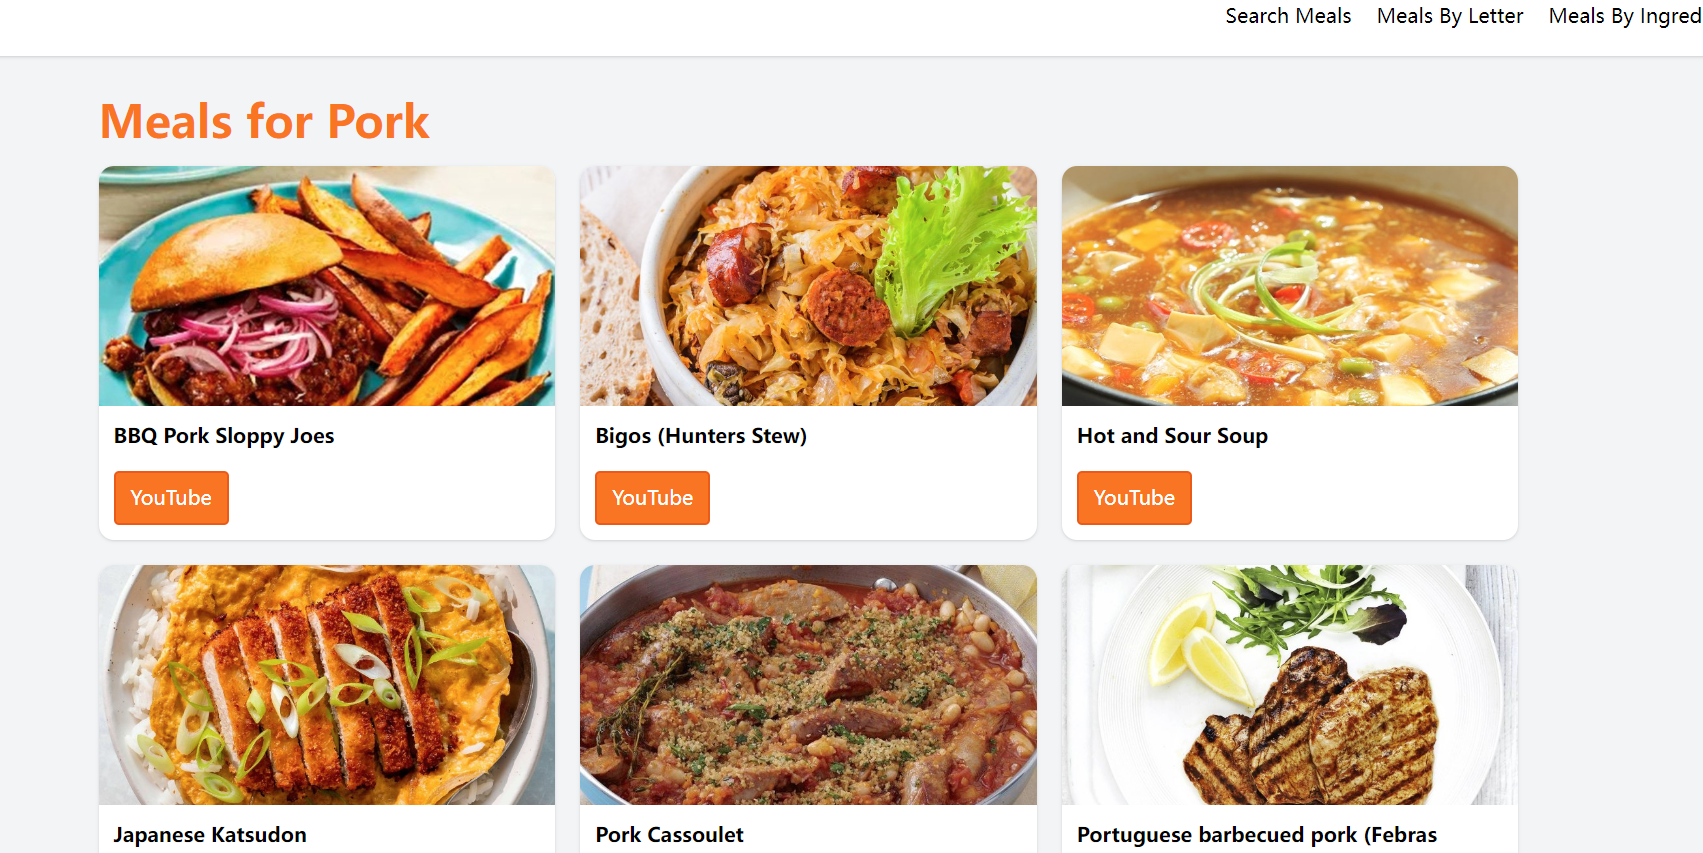 Search Meals Meals By Letter Meals By Ingred
Meals for Pork
BBQ Pork Sloppy Joes
YouTube
Bigos (Hunters Stew)
YouTube
Hot and Sour Soup
YouTube
Japanese Katsudon
Pork Cassoulet
Portuguese barbecued pork (Febras